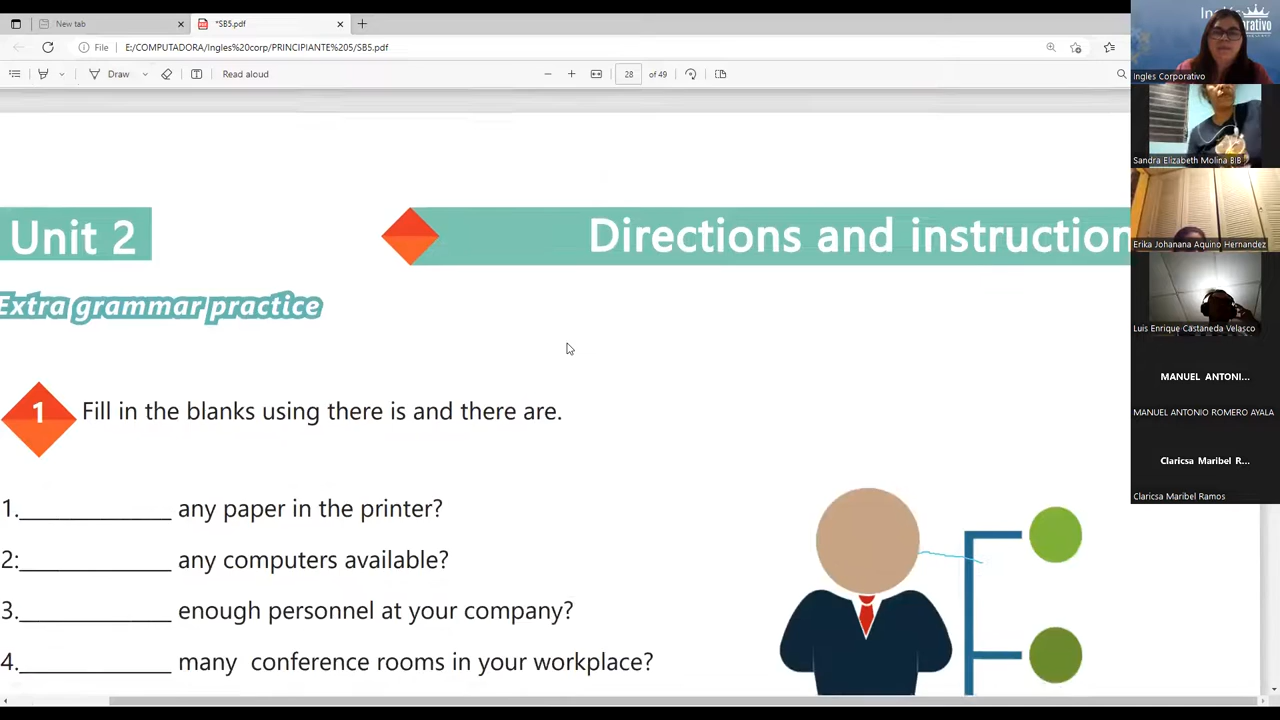 New tab
*SB5.pdf
File
E:/COMPUTADORA/Ingles%20corp/PRINCIPIANTE%205/SB5.pdf
Draw
Read aloud
28 of 49
Unit 2
Directions and instruction
Extra grammar practice
1 Fill in the blanks using there is and there are.
1.____________ any paper in the printer?
2:____________ any computers available?
3.____________ enough personnel at your company?
4.____________ many conference rooms in your workplace?
Ingles Corporativo
Sandra Elizabeth Molina BIB
Erika Johanana Aquino Hernandez
Luis Enrique Castaneda Velasco
MANUEL ANTONI...
MANUEL ANTONIO ROMERO AYALA
Claricsa Maribel R...
Claricsa Maribel Ramos